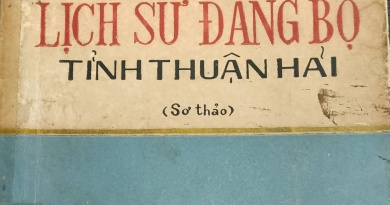 LỊCH SỬ ĐẢNG BỘ
TỈNH THUẬN HẢI
(Sơ thảo)